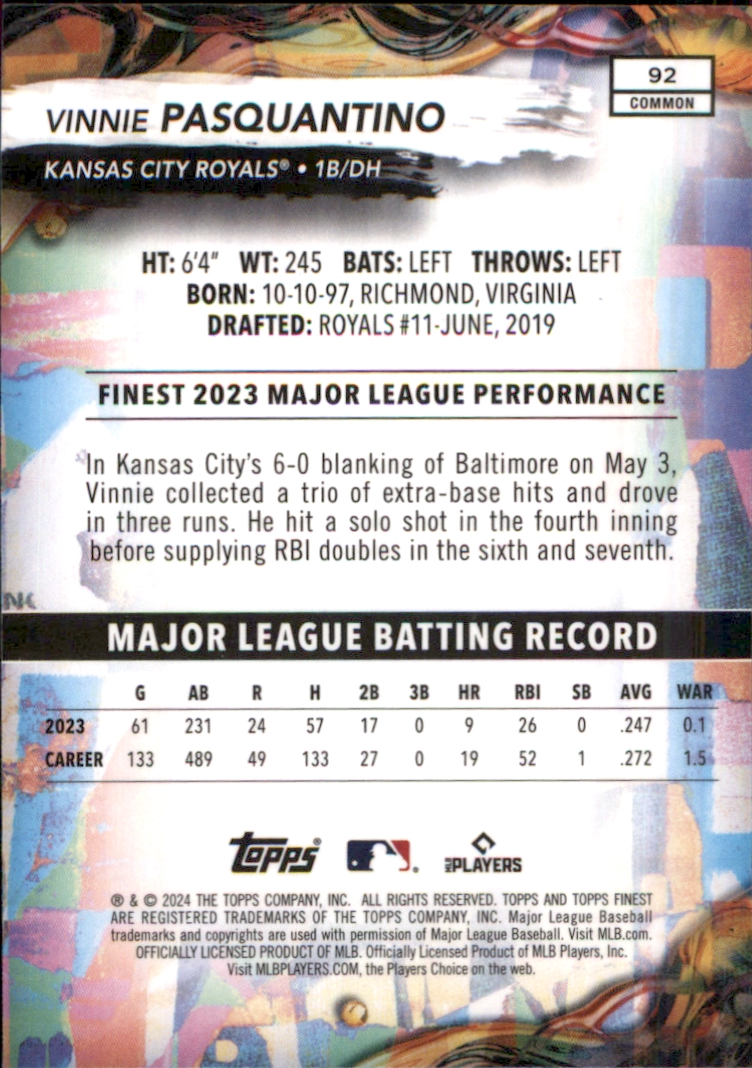 92
COMMON
VINNIE PASQUANTINO
KANSAS CITY ROYALS® • 1B/DH
HT: 6'4" WT: 245 BATS: LEFT THROWS: LEFT
BORN: 10-10-97, RICHMOND, VIRGINIA
DRAFTED: ROYALS #11-JUNE, 2019
FINEST 2023 MAJOR LEAGUE PERFORMANCE
In Kansas City's 6-0 blanking of Baltimore on May 3,
Vinnie collected a trio of extra-base hits and drove
in three runs. He hit a solo shot in the fourth inning
before supplying RBI doubles in the sixth and seventh.
MAJOR LEAGUE BATTING RECORD
G AB R H 2B 3B HR RBI SB AVG WAR
2023 61 231 24 57 17 0 9 26 0 .247 0.1
CAREER 133 489 49 133 27 0 19 52 1 .272 1.5
Topps® ® MLB PLAYERS
® & © 2024 THE TOPPS COMPANY, INC. ALL RIGHTS RESERVED. TOPPS AND TOPPS FINEST
ARE REGISTERED TRADEMARKS OF THE TOPPS COMPANY, INC. Major League Baseball
trademarks and copyrights are used with permission of Major League Baseball. Visit MLB.com.
OFFICIALLY LICENSED PRODUCT OF MLB. Officially Licensed Product of MLB Players, Inc.
Visit MLBPLAYERS.COM, the Players Choice on the web.